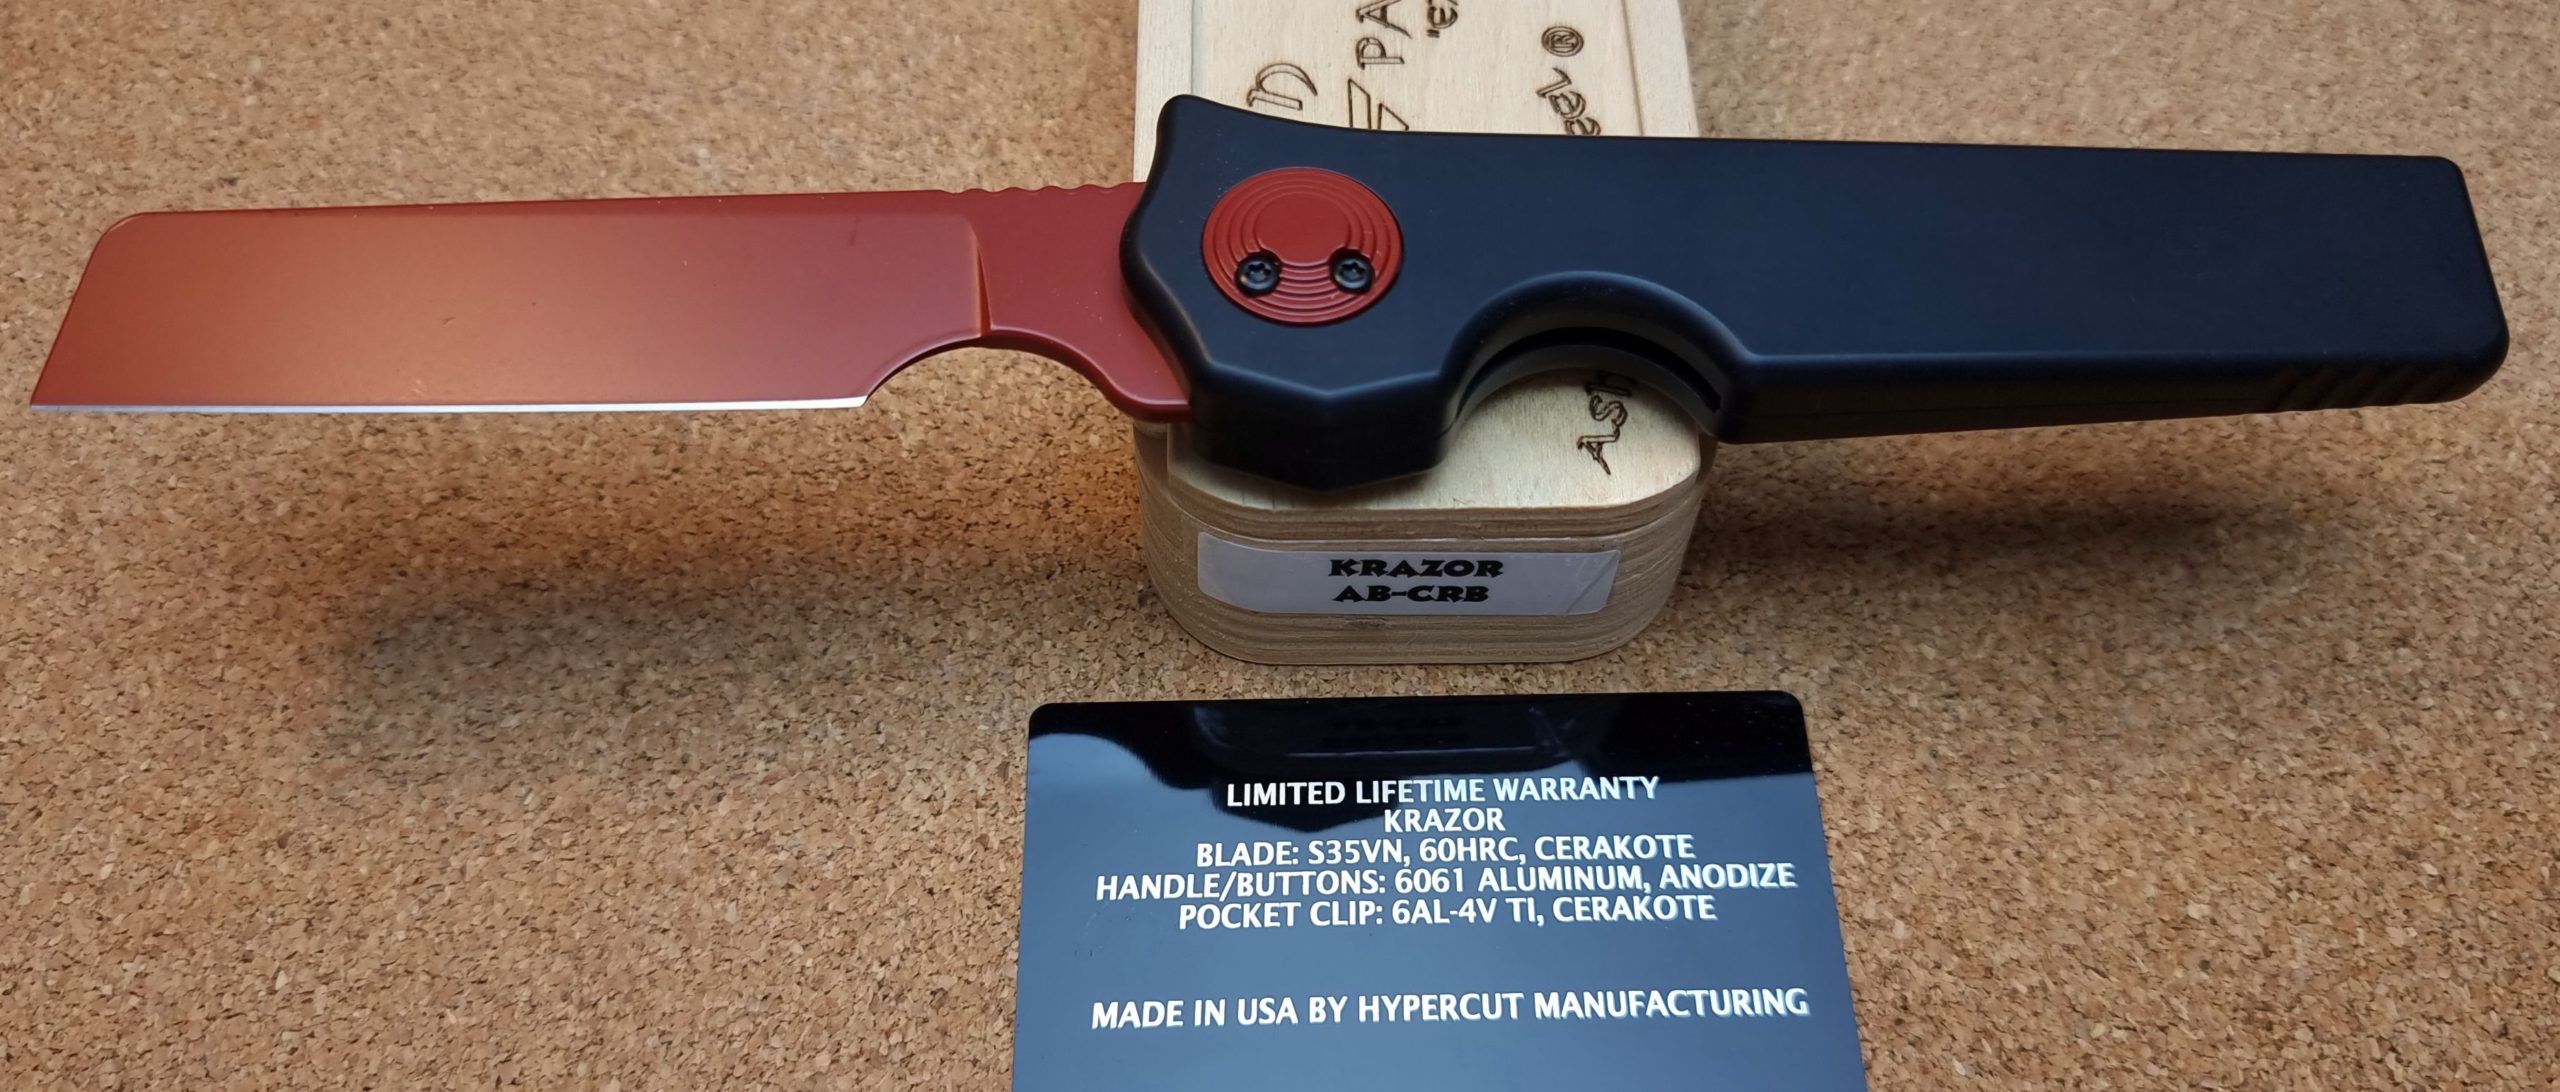 KRAZOR
AB-CRB
LIMITED LIFETIME WARRANTY
KRAZOR
BLADE: S35VN, 60HRC, CERAKOTE
HANDLE/BUTTONS: 6061 ALUMINUM, ANODIZE
POCKET CLIP: 6AL-4V TI, CERAKOTE
MADE IN USA BY HYPERCUT MANUFACTURING